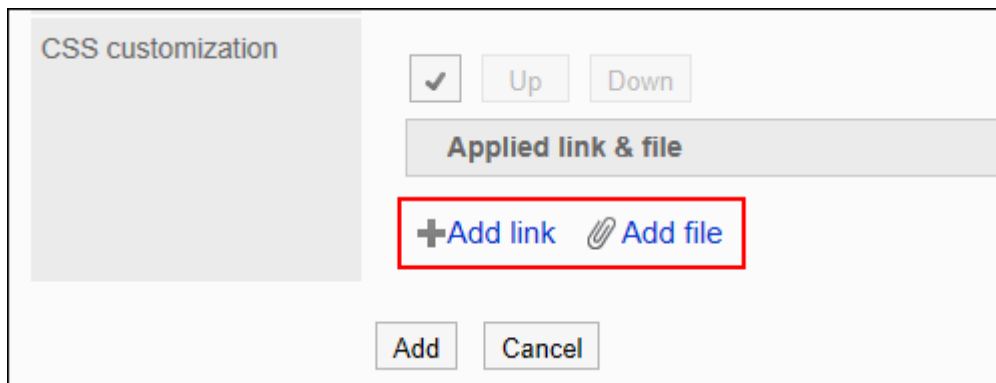 CSS customization
Up Down
Applied link & file
Add link Add file
Add Cancel